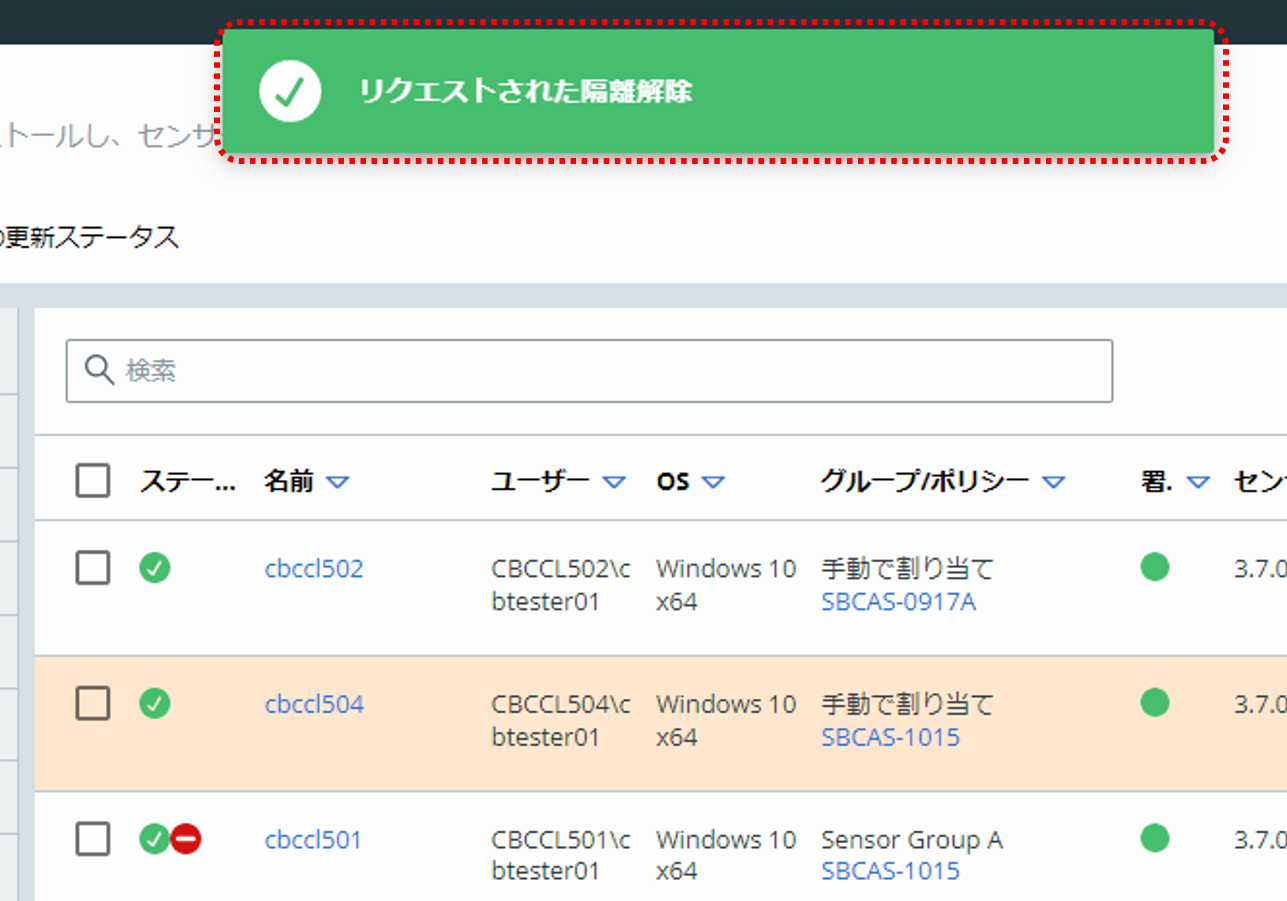 リクエストされた隔離解除
トールし、センサ
の更新ステータス
検索
ステー... 名前 ユーザー OS グループ/ポリシー 署. セン
cbccl502 CBCCL502\c Windows 10 手動で割り当て 3.7.0
btester01 x64 SBCAS-0917A
cbccl504 CBCCL504\c Windows 10 手動で割り当て 3.7.0
btester01 x64 SBCAS-1015
cbccl501 CBCCL501\c Windows 10 Sensor Group A 3.7.0
btester01 x64 SBCAS-1015